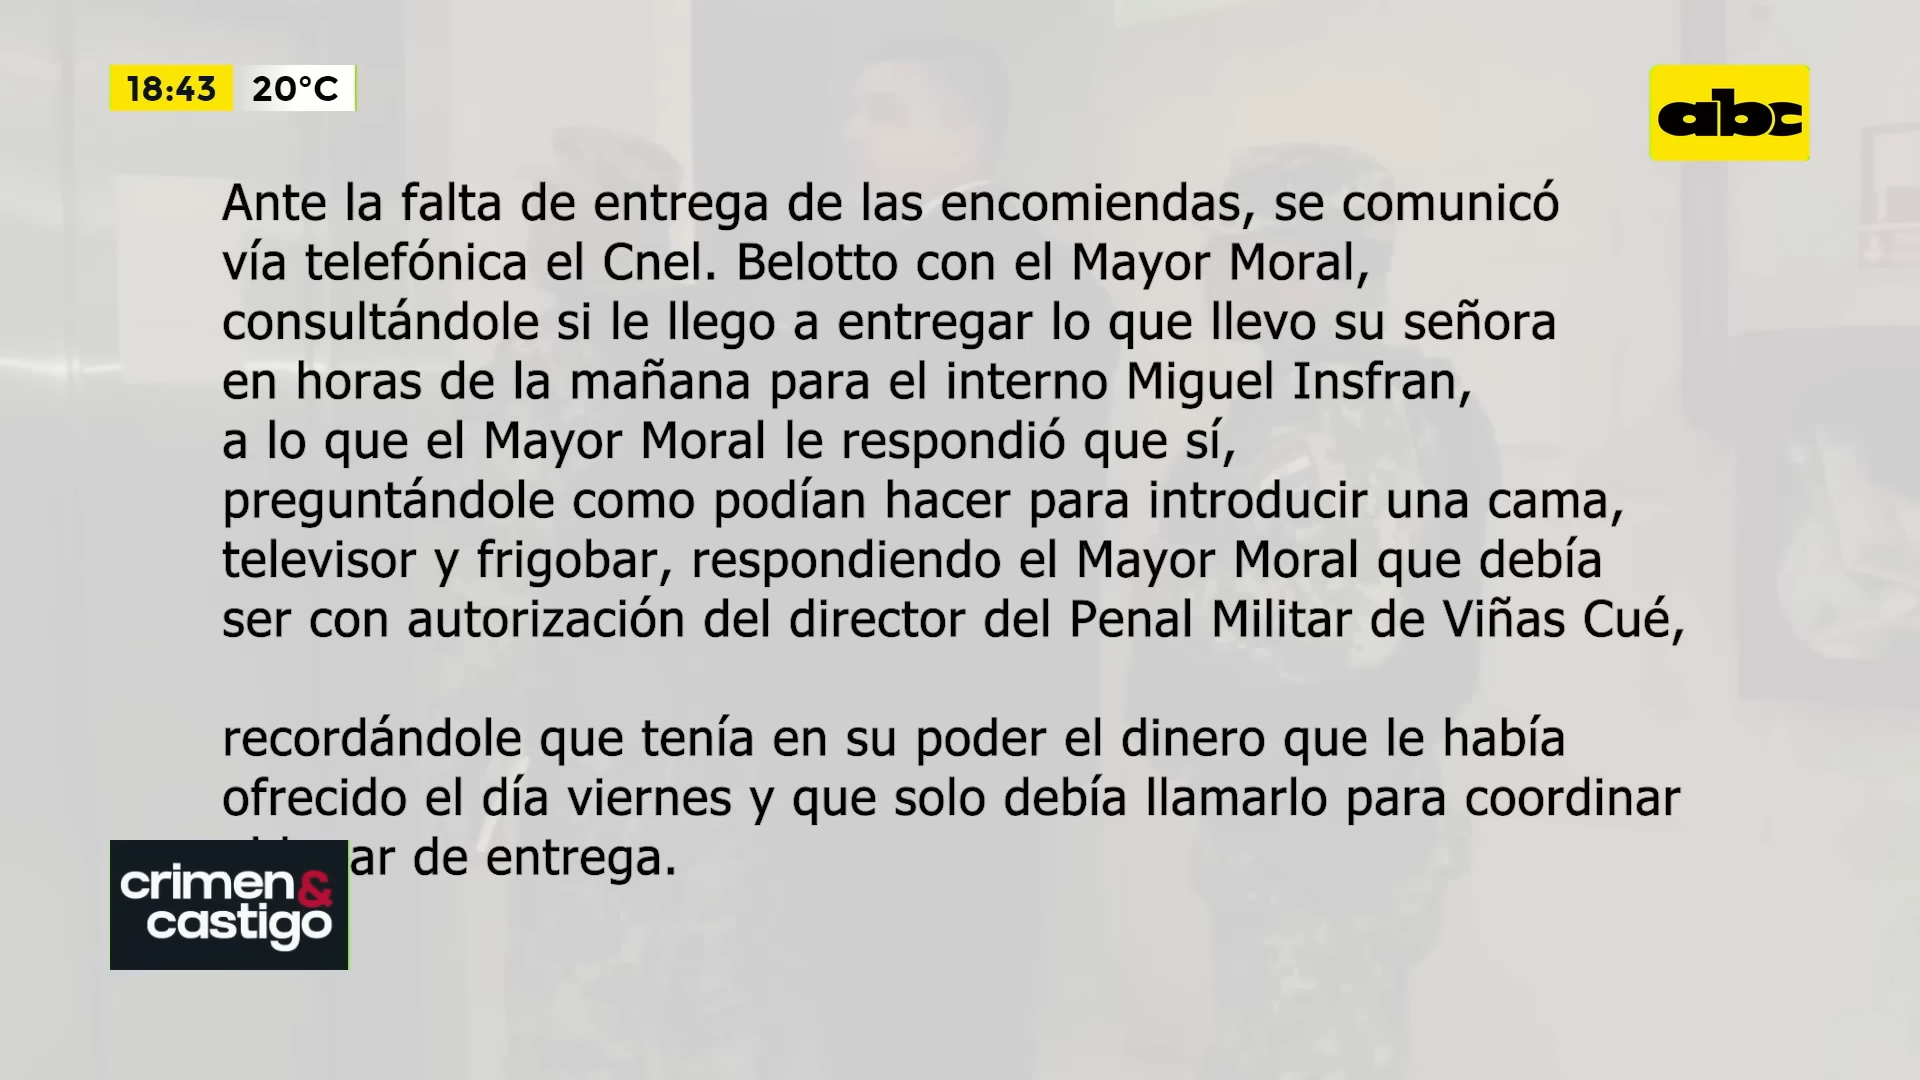 18:43 20°C
abc
Ante la falta de entrega de las encomiendas, se comunicó
vía telefónica el Cnel. Belotto con el Mayor Moral,
consultándole si le llego a entregar lo que llevo su señora
en horas de la mañana para el interno Miguel Insfran,
a lo que el Mayor Moral le respondió que sí,
preguntándole como podían hacer para introducir una cama,
televisor y frigobar, respondiendo el Mayor Moral que debía
ser con autorización del director del Penal Militar de Viñas Cué,
recordándole que tenía en su poder el dinero que le había
ofrecido el día viernes y que solo debía llamarlo para coordinar
de entrega.
crimen&
castigo